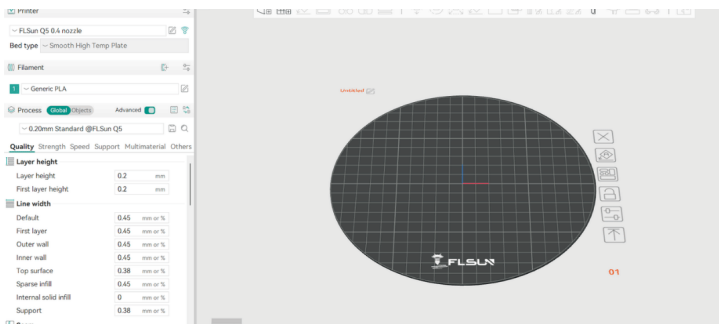 Printer
FLSun Q5 0.4 nozzle
Bed type Smooth High Temp Plate
Filament
1 Generic PLA
Process Global Objects Advanced
0.20mm Standard @FLSun Q5
Quality Strength Speed Support Multimaterial Others
Layer height
Layer height 0.2 mm
First layer height 0.2 mm
Line width
Default 0.45 mm or %
First layer 0.45 mm or %
Outer wall 0.45 mm or %
Inner wall 0.45 mm or %
Top surface 0.38 mm or %
Sparse infill 0.45 mm or %
Internal solid infill 0 mm or %
Support 0.38 mm or %
Untitled
FLSUN
01